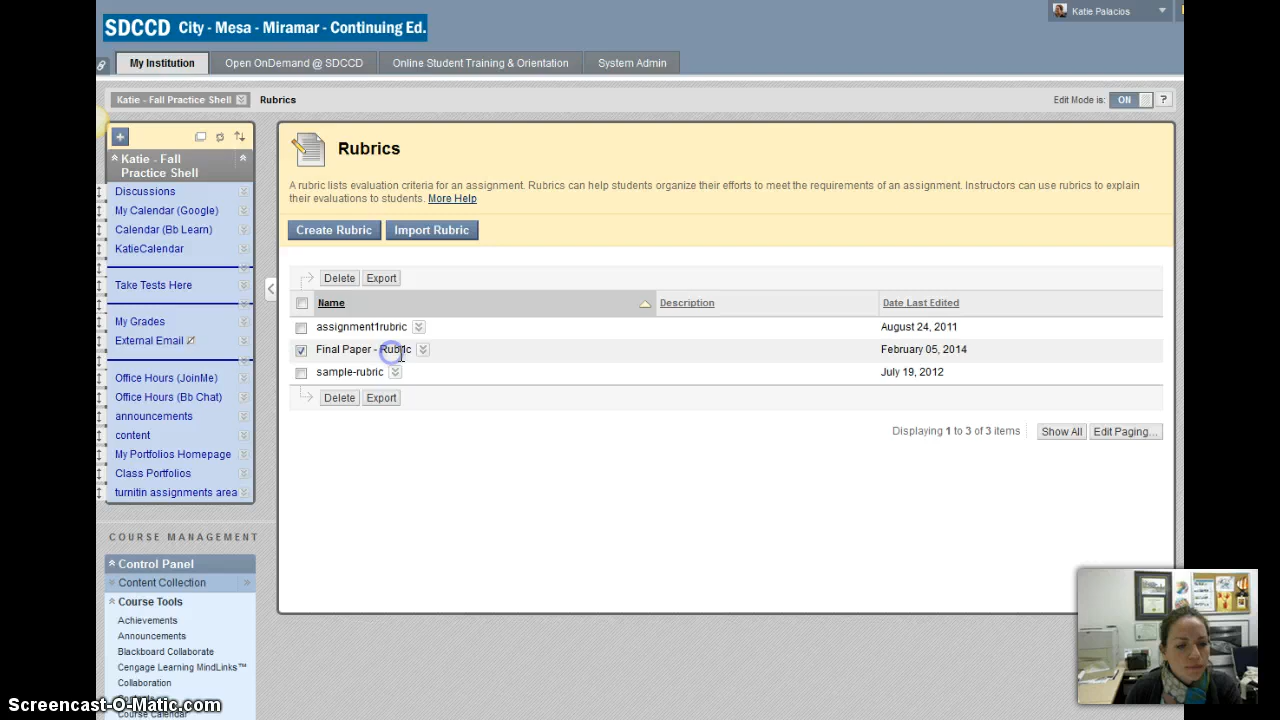 SDCCD City - Mesa - Miramar - Continuing Ed.
Katie Palacios
My Institution
Open OnDemand @ SDCCD
Online Student Training & Orientation
System Admin
Katie - Fall Practice Shell
Rubrics
Edit Mode is: ON ?
Katie - Fall
Practice Shell
Discussions
My Calendar (Google)
Calendar (Bb Learn)
KatieCalendar
Take Tests Here
My Grades
External Email
Office Hours (JoinMe)
Office Hours (Bb Chat)
announcements
content
My Portfolios Homepage
Class Portfolios
turnitin assignments area
COURSE MANAGEMENT
Control Panel
Content Collection
Course Tools
Achievements
Announcements
Blackboard Collaborate
Cengage Learning MindLinks™
Collaboration
Course Calendar
Rubrics
A rubric lists evaluation criteria for an assignment. Rubrics can help students organize their efforts to meet the requirements of an assignment. Instructors can use rubrics to explain
their evaluations to students. More Help
Create Rubric Import Rubric
Delete Export
Name Description Date Last Edited
assignment1rubric August 24, 2011
Final Paper - Rubric February 05, 2014
sample-rubric July 19, 2012
Delete Export
Displaying 1 to 3 of 3 items Show All Edit Paging...
Screencast-O-Matic.com